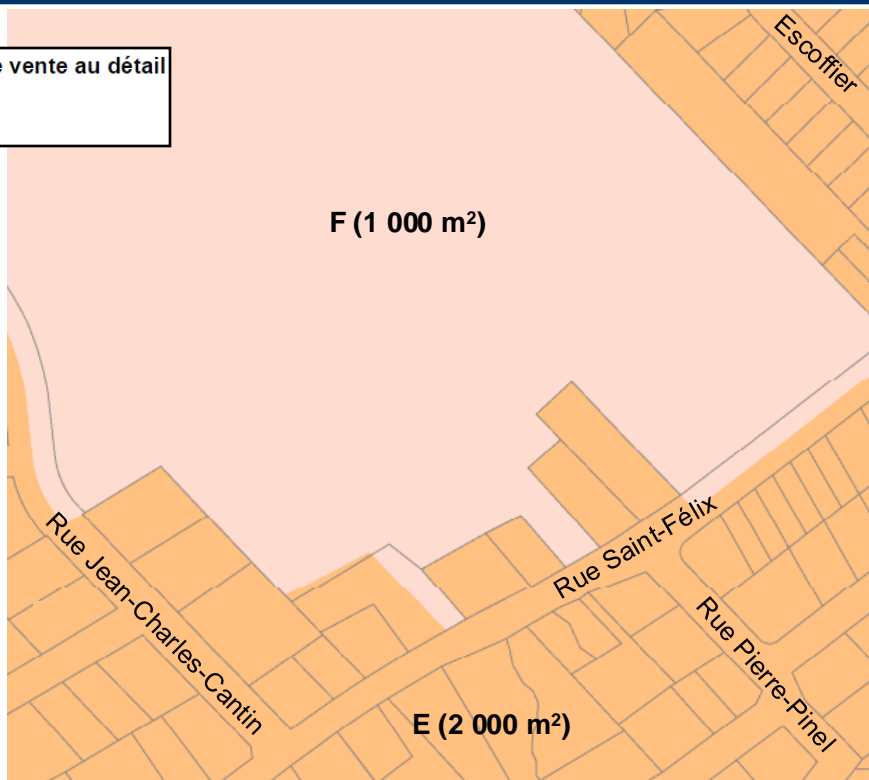 Escoffier
vente au détail
F (1 000 m²)
Rue Saint-Félix
Rue Jean-Charles-Cantin
Rue Pierre-Pinel
E (2 000 m²)